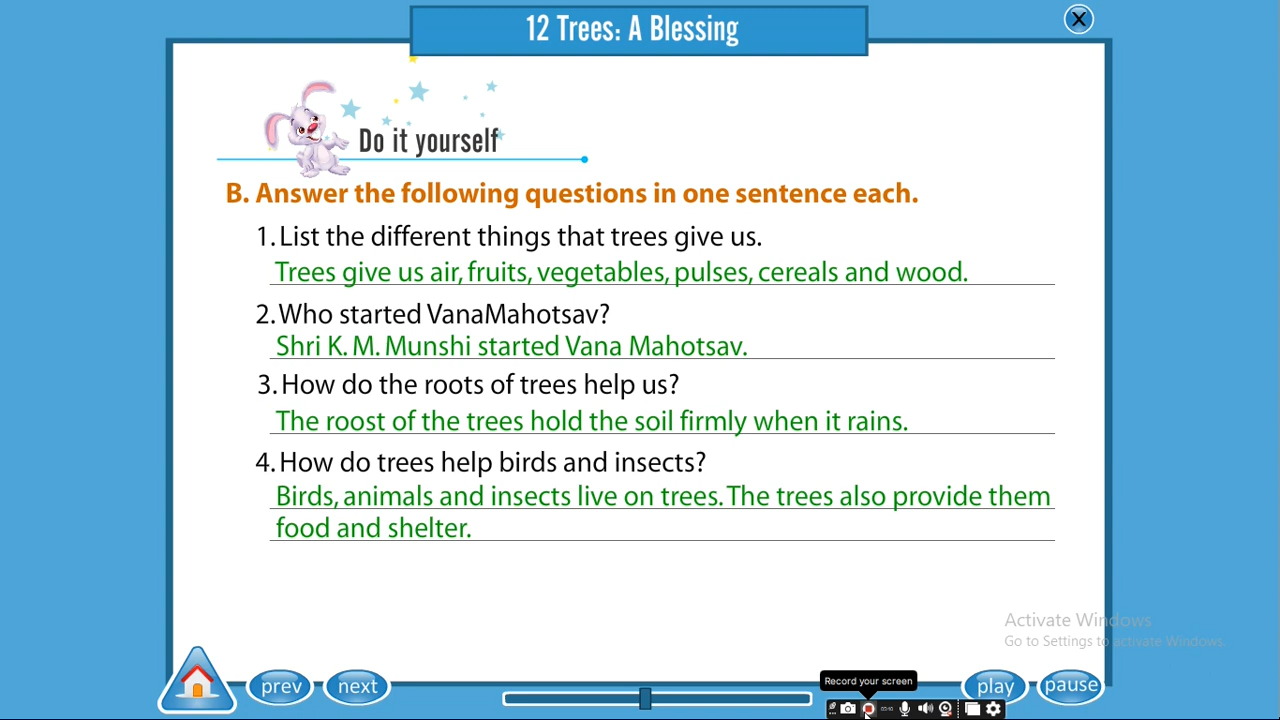 12 Trees: A Blessing
X
Do it yourself
B. Answer the following questions in one sentence each.
1. List the different things that trees give us.
Trees give us air, fruits, vegetables, pulses, cereals and wood.
2. Who started VanaMahotsav?
Shri K. M. Munshi started Vana Mahotsav.
3. How do the roots of trees help us?
The roost of the trees hold the soil firmly when it rains.
4. How do trees help birds and insects?
Birds, animals and insects live on trees. The trees also provide them
food and shelter.
Activate Windows
Go to Settings to activate Windows.
Record your screen
prev
next
play
pause